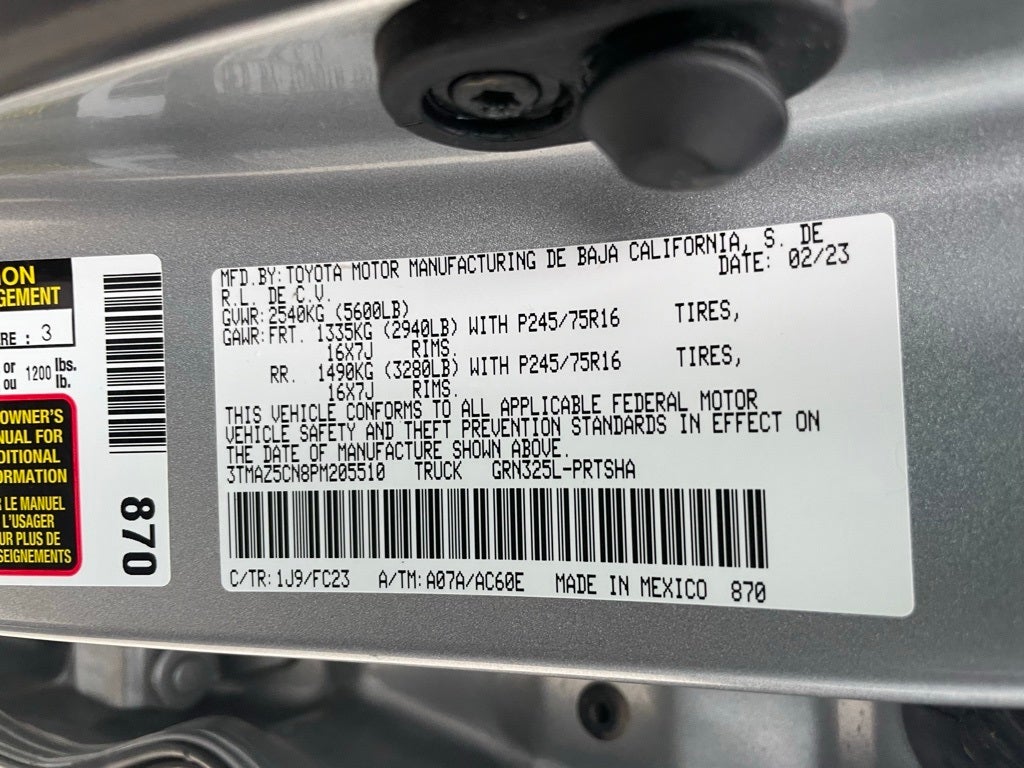 ION
GEMENT
ERE : 3
or
ou 1200 lbs.
lb.
OWNER'S
NUAL FOR
DITIONAL
ORMATION
LE MANUEL
L'USAGER
UR PLUS DE
SEIGNEMENTS
870
MFD.BY: TOYOTA MOTOR MANUFACTURING DE BAJA CALIFORNIA, S. DE
R.L. DE C.V. DATE: 02/23
GVWR: 2540KG (5600LB)
GAWR: FRT. 1335KG (2940LB) WITH P245/75R16 TIRES,
16X7J RIMS.
RR. 1490KG (3280LB) WITH P245/75R16 TIRES,
16X7J RIMS.
THIS VEHICLE CONFORMS TO ALL APPLICABLE FEDERAL MOTOR
VEHICLE SAFETY AND THEFT PREVENTION STANDARDS IN EFFECT ON
THE DATE OF MANUFACTURE SHOWN ABOVE.
3TMAZ5CN8PM205510 TRUCK GRN325L-PRTSHA
C/TR: 1J9/FC23 A/TM: A07A/AC60E MADE IN MEXICO 870